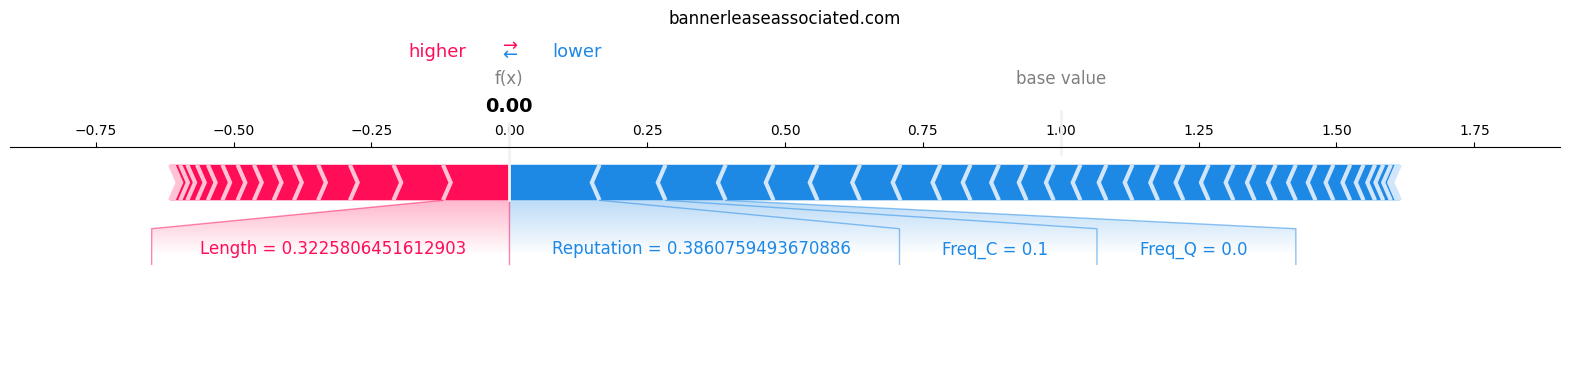 bannerleaseassociated.com
higher ⇄ lower
f(x) base value
0.00
−0.75 −0.50 −0.25 0.00 0.25 0.50 0.75 1.00 1.25 1.50 1.75
Length = 0.3225806451612903 Reputation = 0.3860759493670886 Freq_C = 0.1 Freq_Q = 0.0